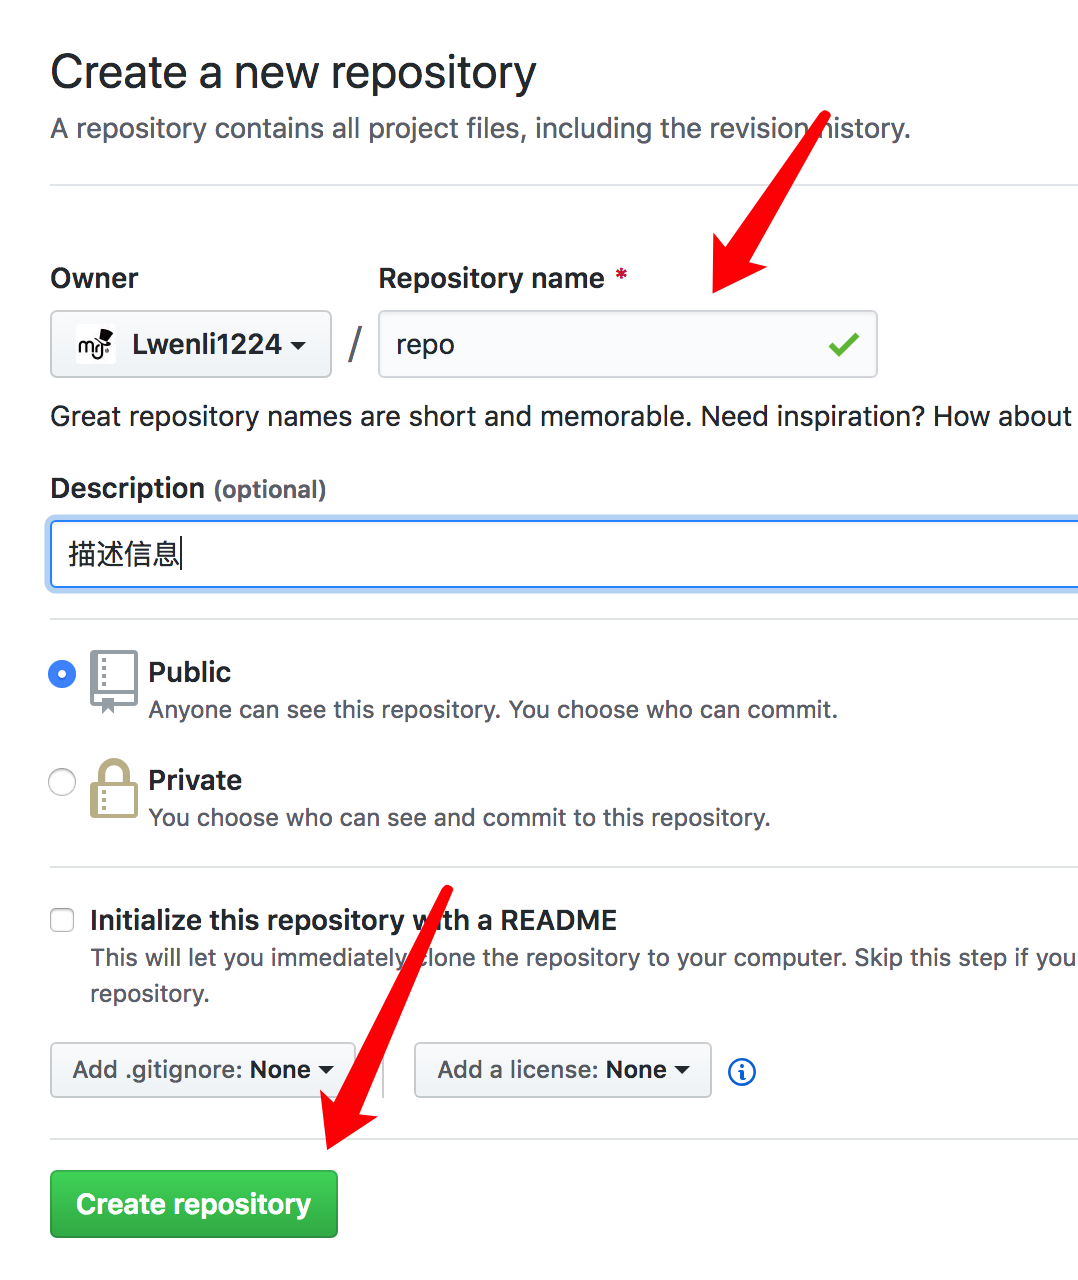 Create a new repository
A repository contains all project files, including the revision history.
Owner
Repository name *
mr.
Lwenli1224
/
repo
Great repository names are short and memorable. Need inspiration? How about
Description (optional)
描述信息
Public
Anyone can see this repository. You choose who can commit.
Private
You choose who can see and commit to this repository.
Initialize this repository with a README
This will let you immediately clone the repository to your computer. Skip this step if you
repository.
Add .gitignore: None
Add a license: None
Create repository